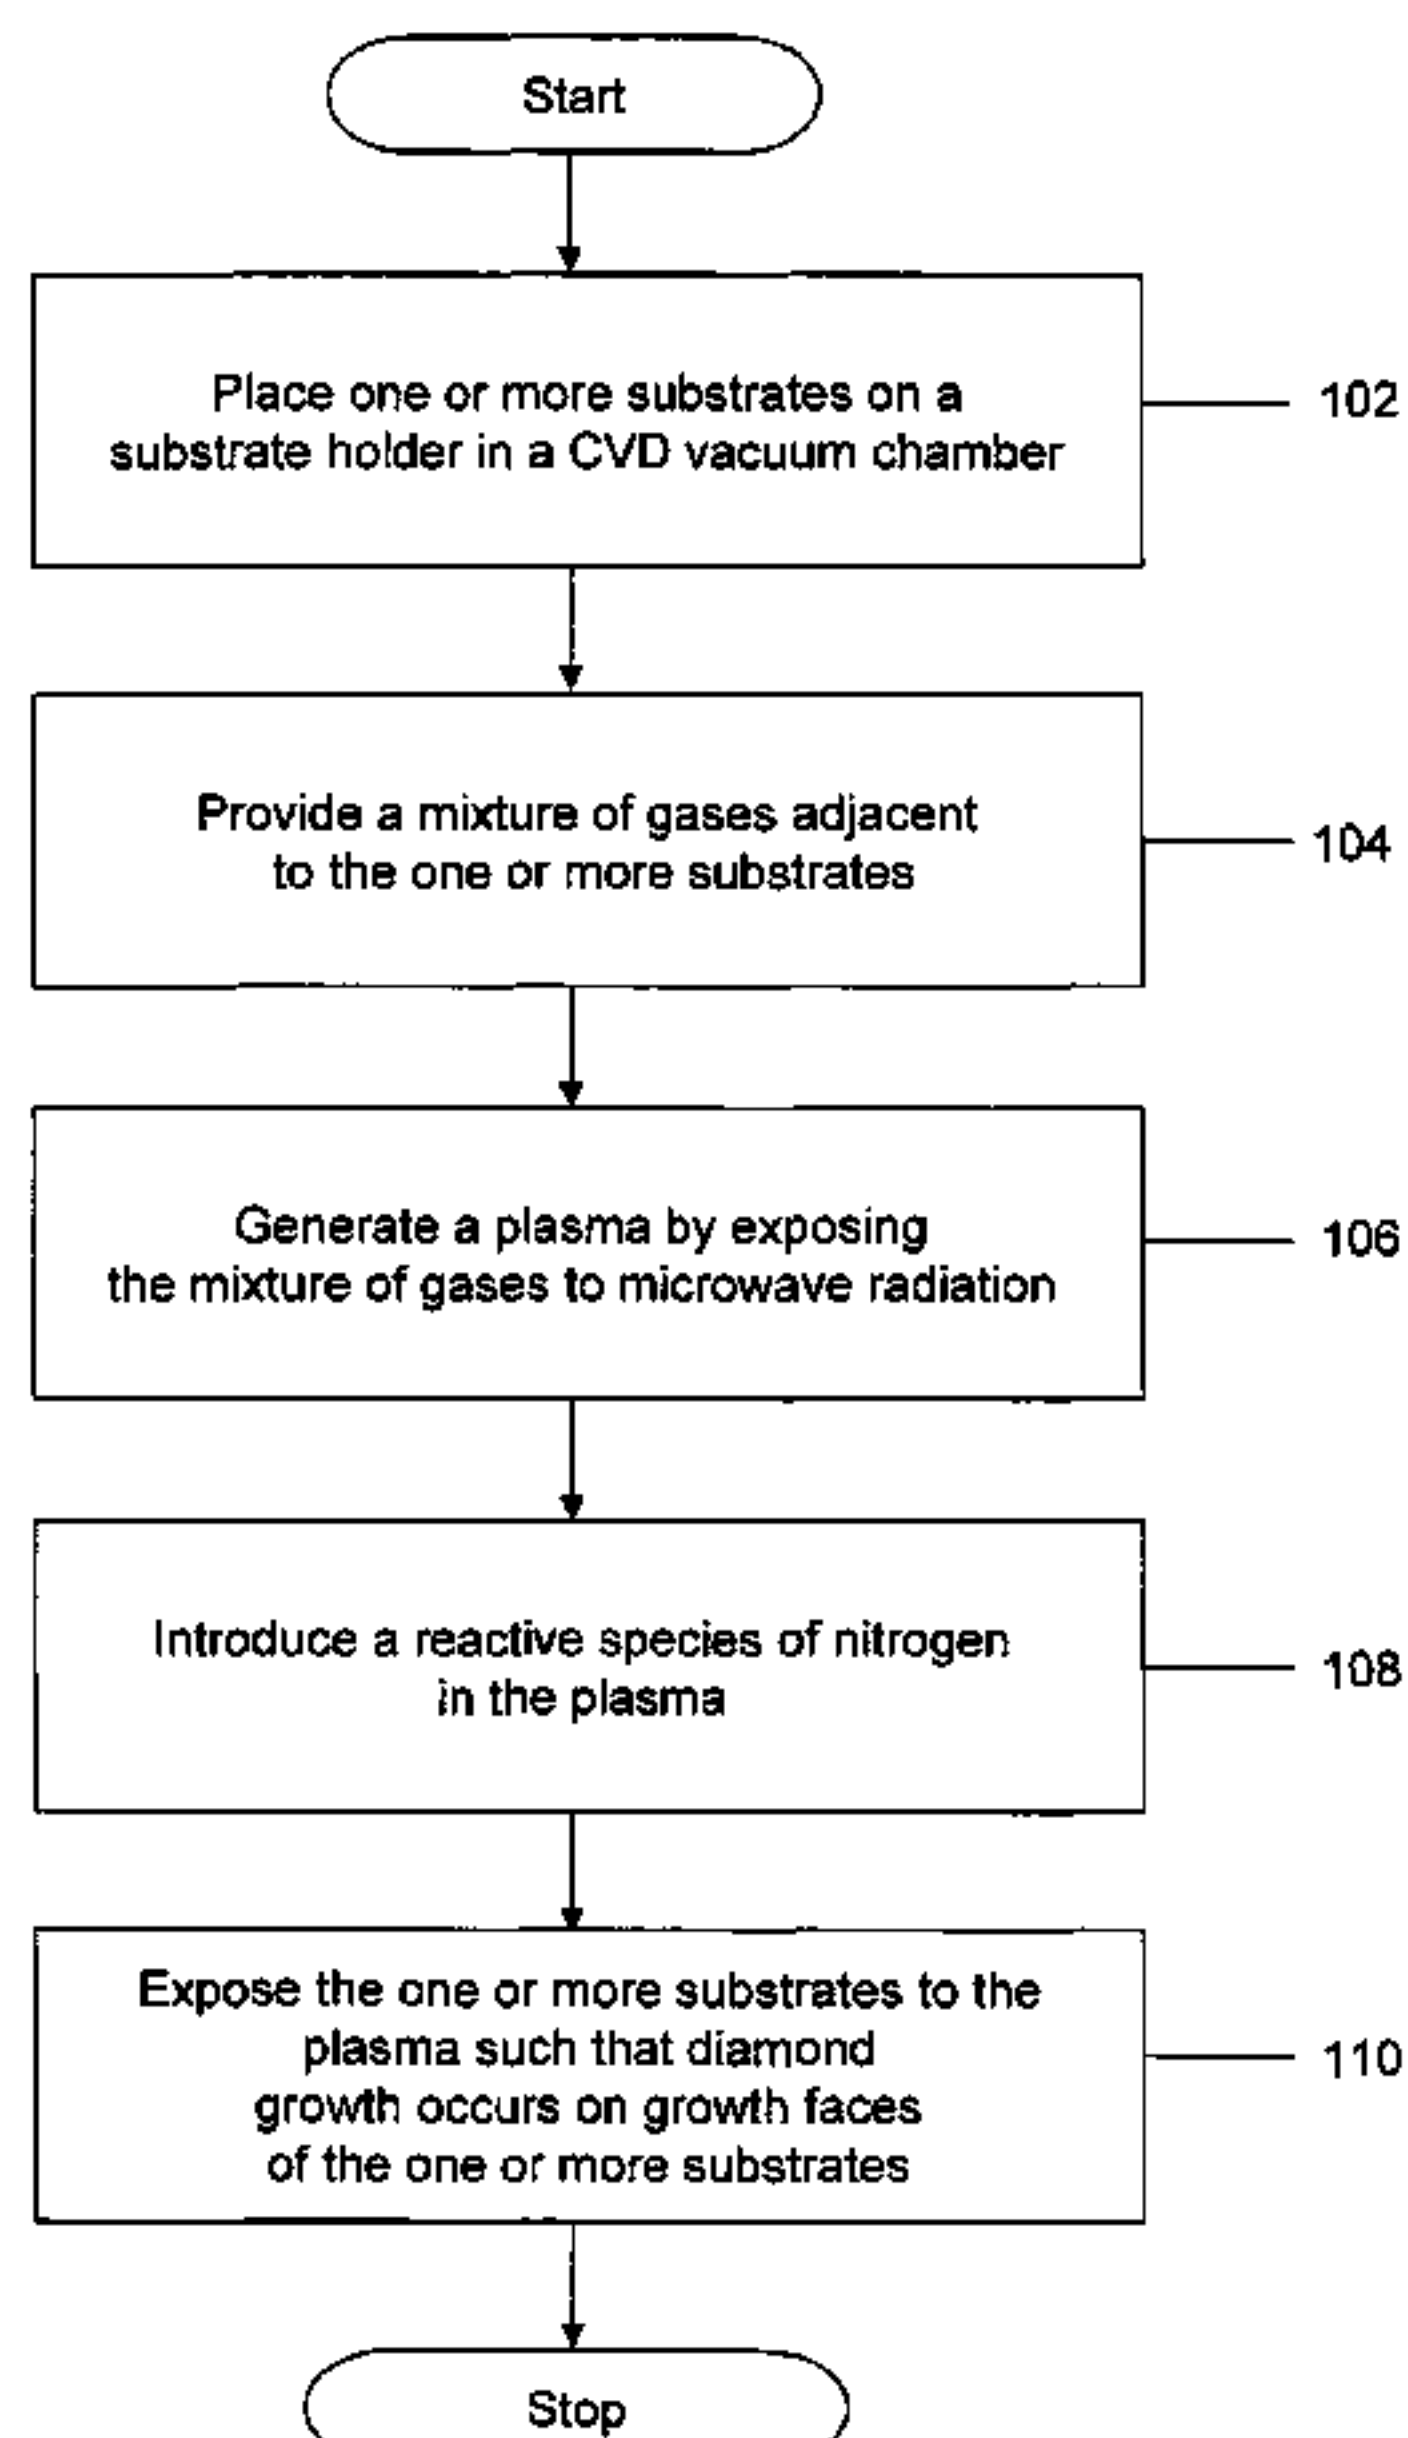 Start
Place one or more substrates on a
substrate holder in a CVD vacuum chamber
102
Provide a mixture of gases adjacent
to the one or more substrates
104
Generate a plasma by exposing
the mixture of gases to microwave radiation
106
Introduce a reactive species of nitrogen
in the plasma
108
Expose the one or more substrates to the
plasma such that diamond
growth occurs on growth faces
of the one or more substrates
110
Stop